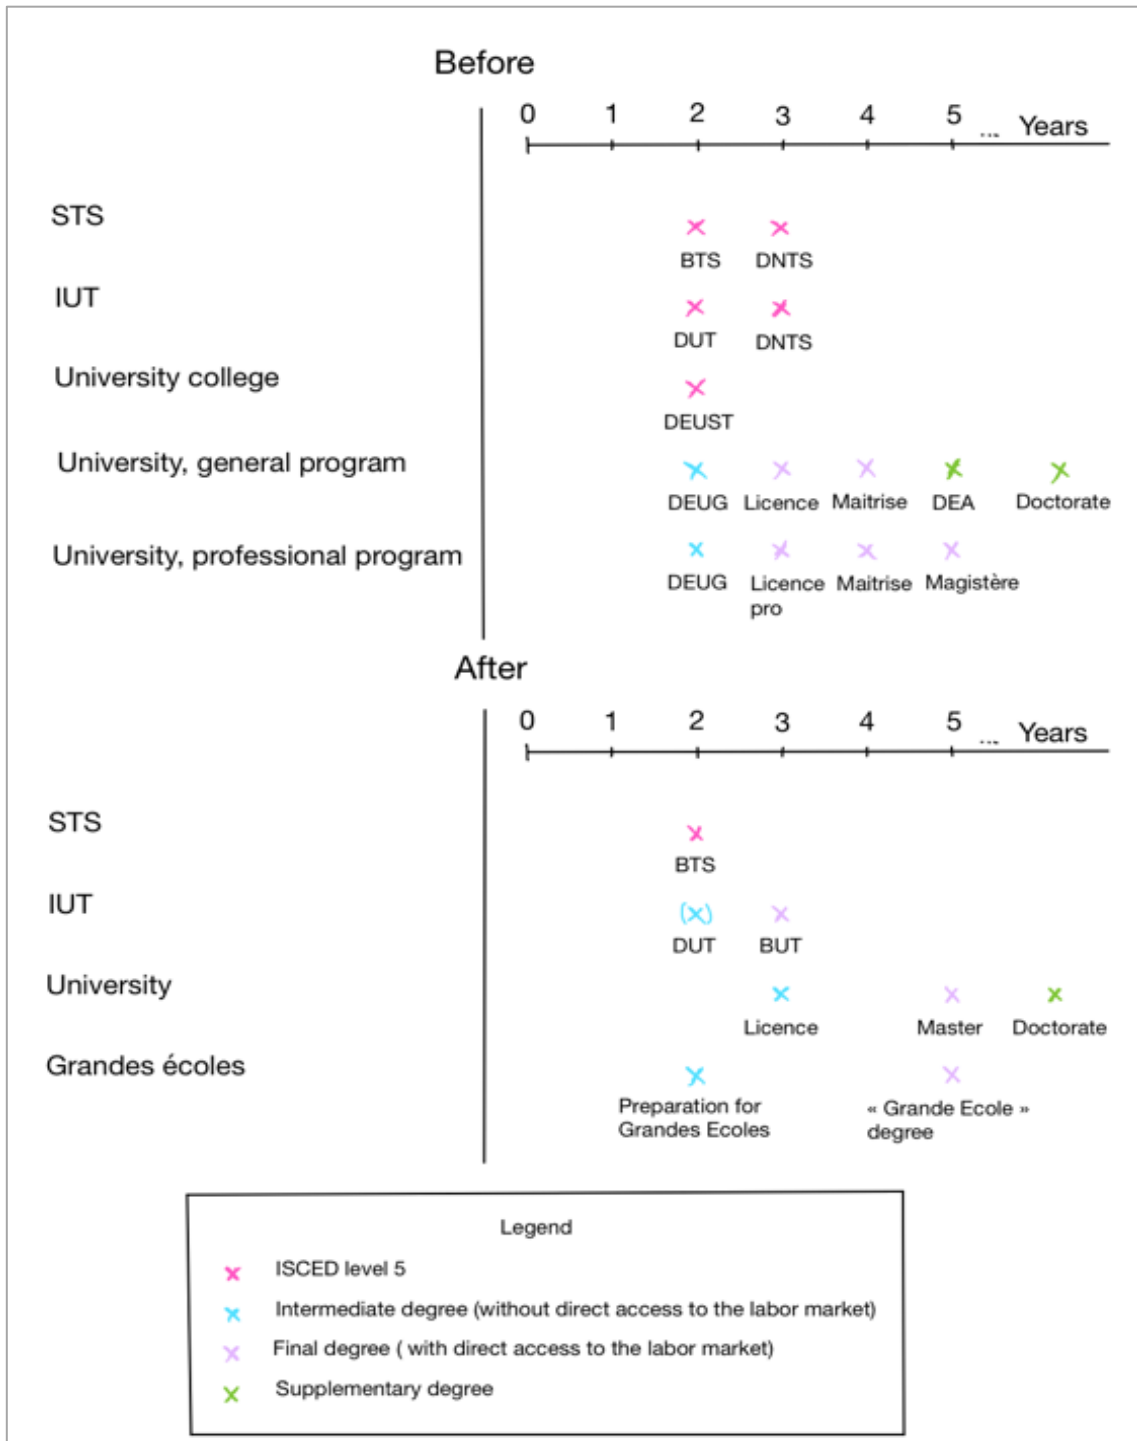 Before
0 1 2 3 4 5 ... Years
STS
BTS DNTS
IUT
DUT DNTS
University college
DEUST
University, general program
DEUG Licence Maitrise DEA Doctorate
University, professional program
DEUG Licence Maitrise Magistère
pro
After
0 1 2 3 4 5 ... Years
STS
BTS
IUT
( )
DUT BUT
University
Licence Master Doctorate
Grandes écoles
Preparation for « Grande Ecole »
Grandes Ecoles degree
Legend
ISCED level 5
Intermediate degree (without direct access to the labor market)
Final degree ( with direct access to the labor market)
Supplementary degree